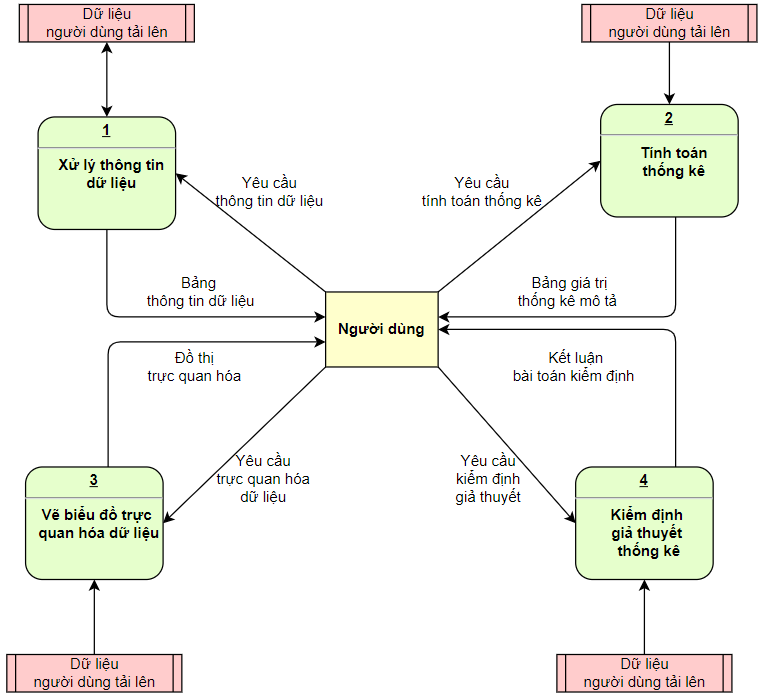 Dữ liệu
người dùng tải lên
Dữ liệu
người dùng tải lên
1
Xử lý thông tin
dữ liệu
2
Tính toán
thống kê
Yêu cầu
thông tin dữ liệu
Yêu cầu
tính toán thống kê
Bảng
thông tin dữ liệu
Người dùng
Bảng giá trị
thống kê mô tả
Đồ thị
trực quan hóa
Kết luận
bài toán kiểm định
Yêu cầu
trực quan hóa
dữ liệu
Yêu cầu
kiểm định
giả thuyết
3
Vẽ biểu đồ trực
quan hóa dữ liệu
4
Kiểm định
giả thuyết
thống kê
Dữ liệu
người dùng tải lên
Dữ liệu
người dùng tải lên